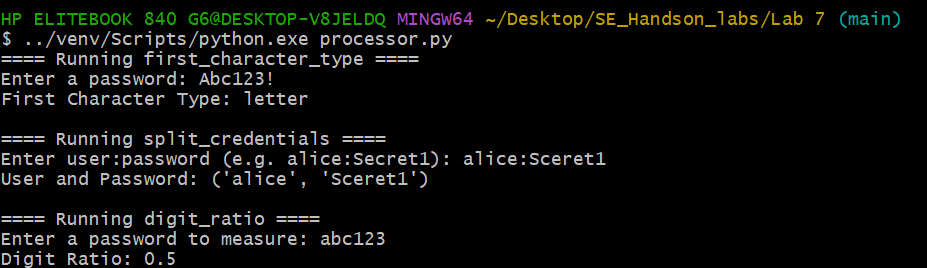 HP ELITEBOOK 840 G6@DESKTOP-V8JELDQ MINGW64 ~/Desktop/SE_Handson_labs/Lab 7 (main)
$ ../venv/Scripts/python.exe processor.py
==== Running first_character_type ====
Enter a password: Abc123!
First Character Type: letter
==== Running split_credentials ====
Enter user:password (e.g. alice:Secret1): alice:Sceret1
User and Password: ('alice', 'Sceret1')
==== Running digit_ratio ====
Enter a password to measure: abc123
Digit Ratio: 0.5